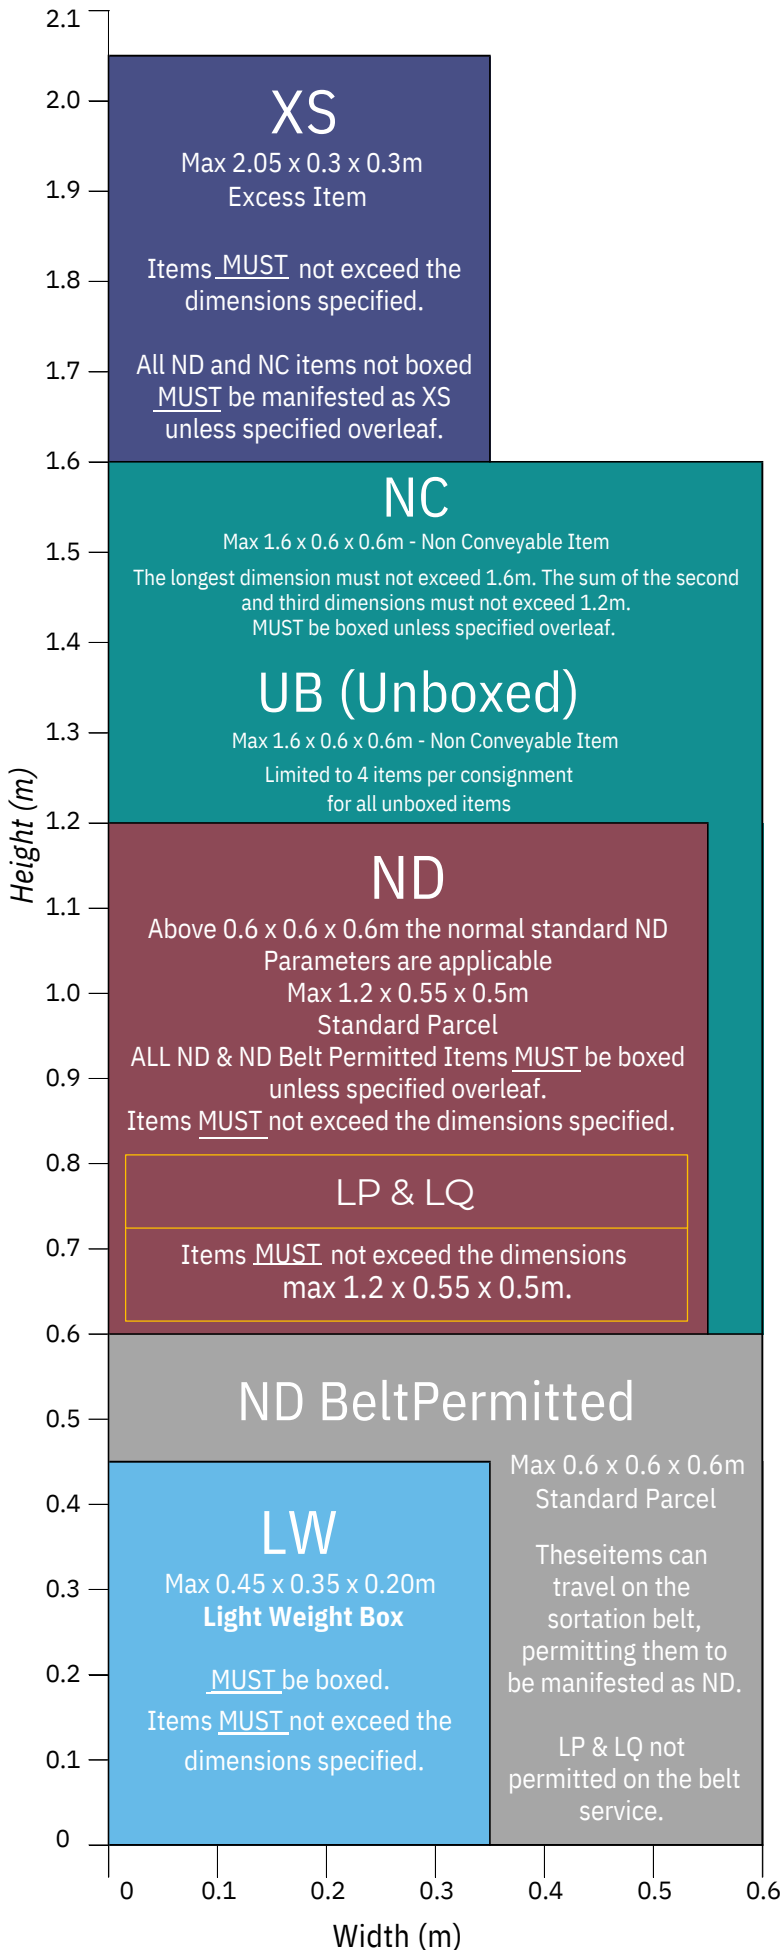 2.1
2.0
1.9
1.8
1.7
1.6
1.5
1.4
1.3
1.2
1.1
1.0
0.9
0.8
0.7
0.6
0.5
0.4
0.3
0.2
0.1
0
Height (m)
XS
Max 2.05 x 0.3 x 0.3m
Excess Item
Items MUST not exceed the
dimensions specified.
All ND and NC items not boxed
MUST be manifested as XS
unless specified overleaf.
NC
Max 1.6 x 0.6 x 0.6m - Non Conveyable Item
The longest dimension must not exceed 1.6m. The sum of the second
and third dimensions must not exceed 1.2m.
MUST be boxed unless specified overleaf.
UB (Unboxed)
Max 1.6 x 0.6 x 0.6m - Non Conveyable Item
Limited to 4 items per consignment
for all unboxed items
ND
Above 0.6 x 0.6 x 0.6m the normal standard ND
Parameters are applicable
Max 1.2 x 0.55 x 0.5m
Standard Parcel
ALL ND & ND Belt Permitted Items MUST be boxed
unless specified overleaf.
Items MUST not exceed the dimensions specified.
LP & LQ
Items MUST not exceed the dimensions
max 1.2 x 0.55 x 0.5m.
ND BeltPermitted
Max 0.6 x 0.6 x 0.6m
Standard Parcel
Theseitems can
travel on the
sortation belt,
permitting them to
be manifested as ND.
LP & LQ not
permitted on the belt
service.
LW
Max 0.45 x 0.35 x 0.20m
Light Weight Box
MUST be boxed.
Items MUST not exceed the
dimensions specified.
0 0.1 0.2 0.3 0.4 0.5 0.6
Width (m)